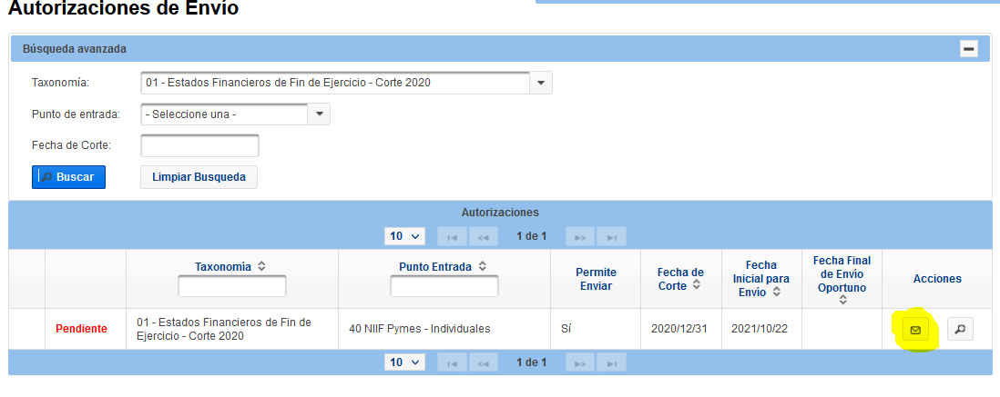 Autorizaciones de Envío
Búsqueda avanzada
Taxonomía:
01 - Estados Financieros de Fin de Ejercicio - Corte 2020
Punto de entrada:
- Seleccione una -
Fecha de Corte:
Buscar
Limpiar Busqueda
Autorizaciones
10
1 de 1
Taxonomía
Punto Entrada
Permite
Enviar
Fecha de
Corte
Fecha
Inicial para
Envío
Fecha Final
de Envío
Oportuno
Acciones
Pendiente
01 - Estados Financieros de Fin de
Ejercicio - Corte 2020
40 NIIF Pymes - Individuales
Sí
2020/12/31
2021/10/22
10
1 de 1